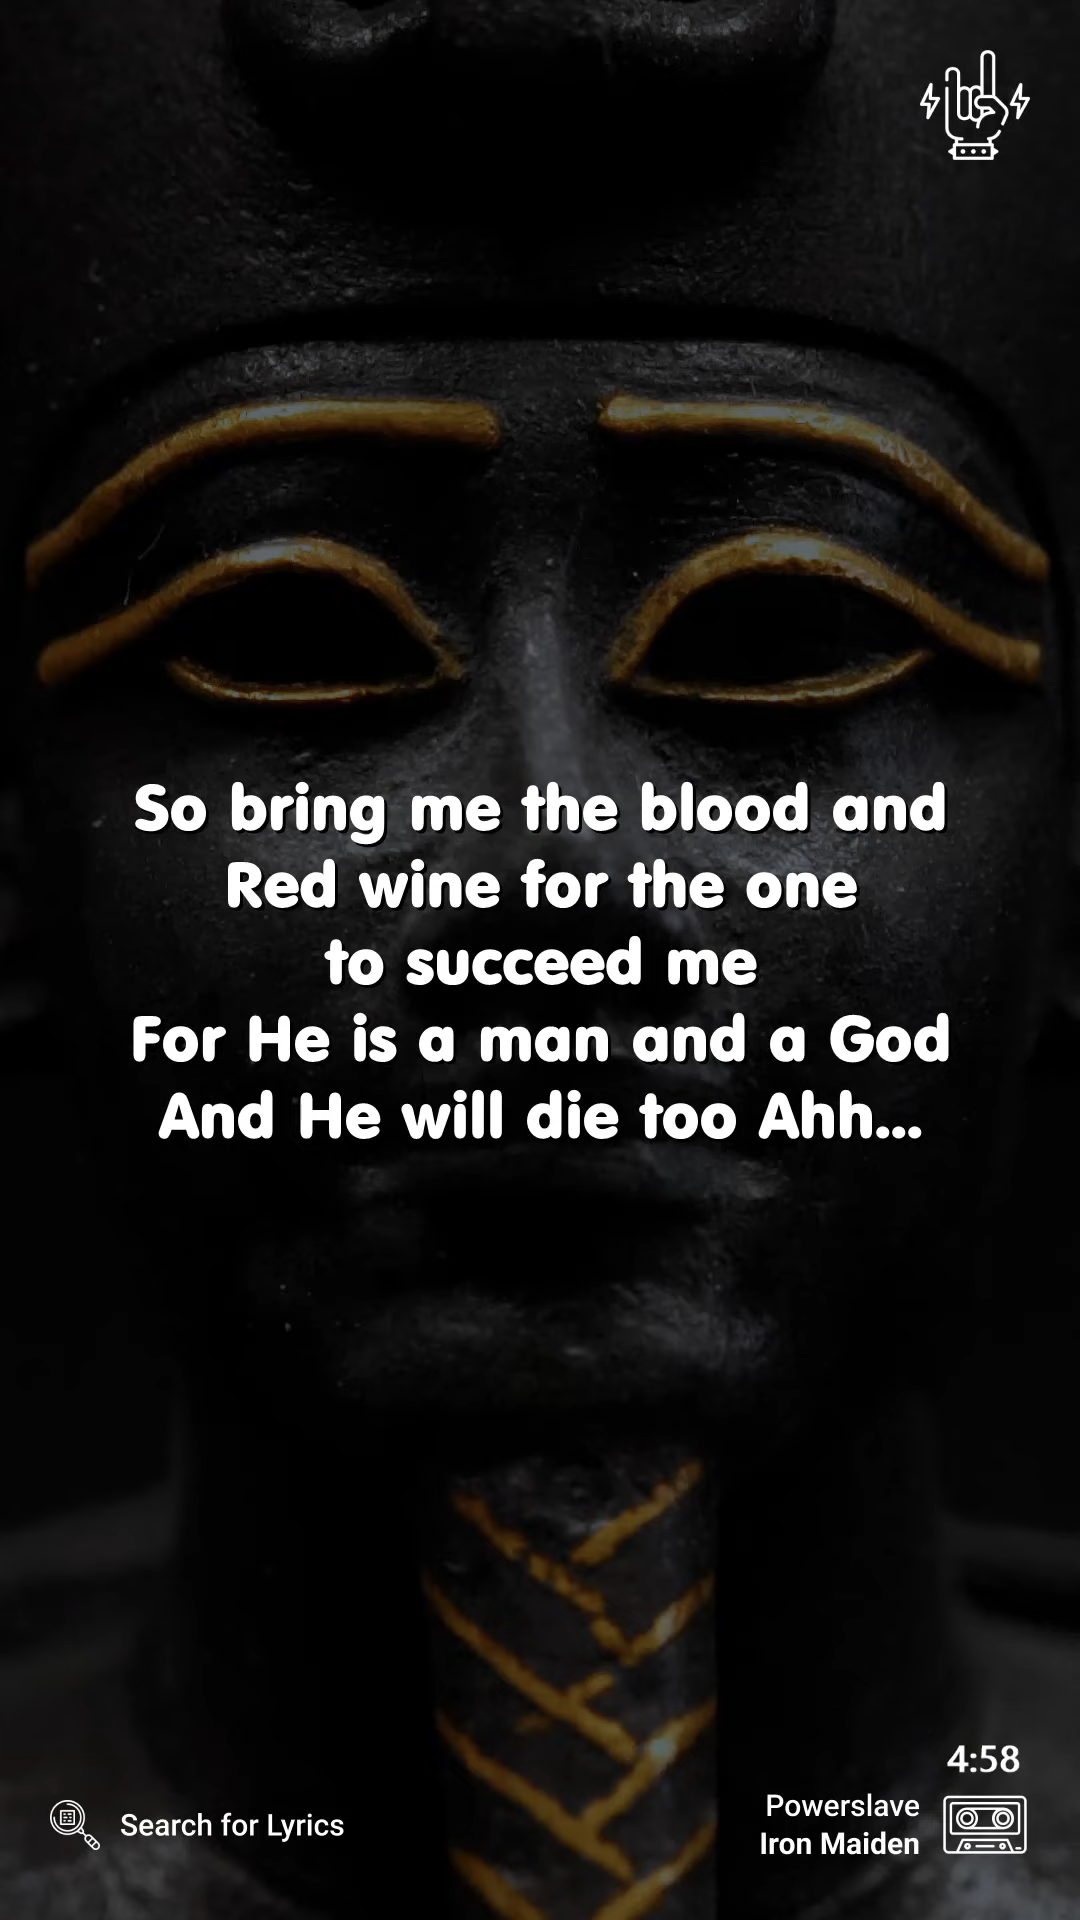 So bring me the blood and
Red wine for the one
to succeed me
For He is a man and a God
And He will die too Ahh...
4:58
Search for Lyrics
Powerslave
Iron Maiden